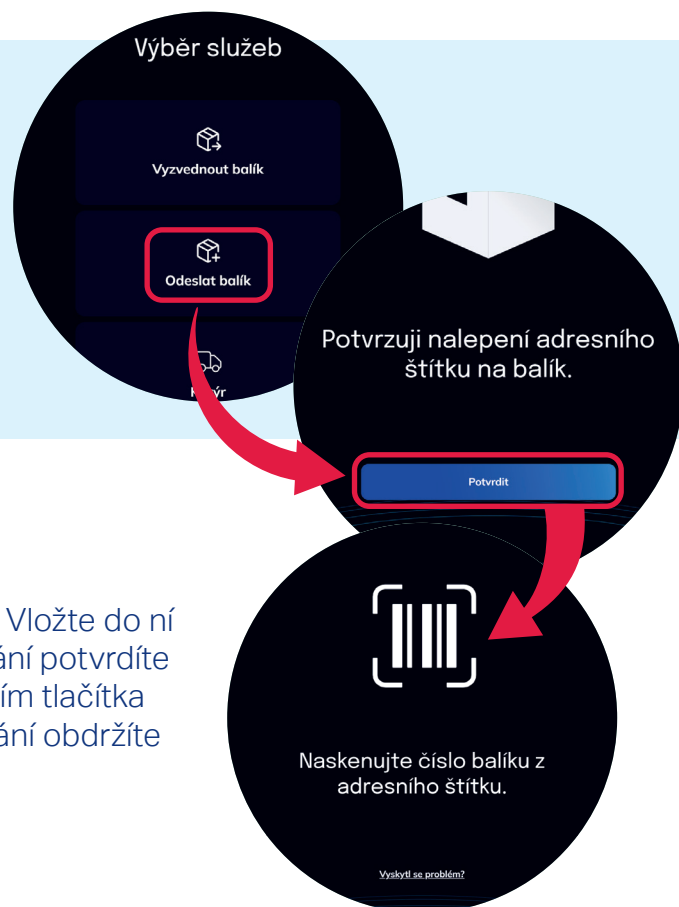 Výběr služeb
Vyzvednout balík
Odeslat balík
Potvrzuji nalepení adresního
štítku na balík.
Potvrdit
Vložte do ní
ání potvrdíte
ím tlačítka
ání obdržíte
Naskenujte číslo balíku z
adresního štítku.
Vyskytl se problém?